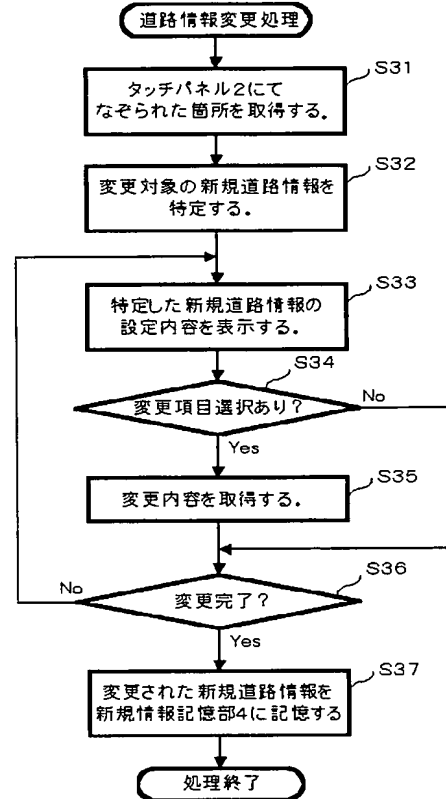 道路情報変更処理
S31
タッチパネル2にて
なぞられた箇所を取得する。
S32
変更対象の新規道路情報を
特定する。
S33
特定した新規道路情報の
設定内容を表示する。
S34
変更項目選択あり?
No
Yes
S35
変更内容を取得する。
S36
変更完了?
No
Yes
S37
変更された新規道路情報を
新規情報記憶部4に記憶する
処理終了